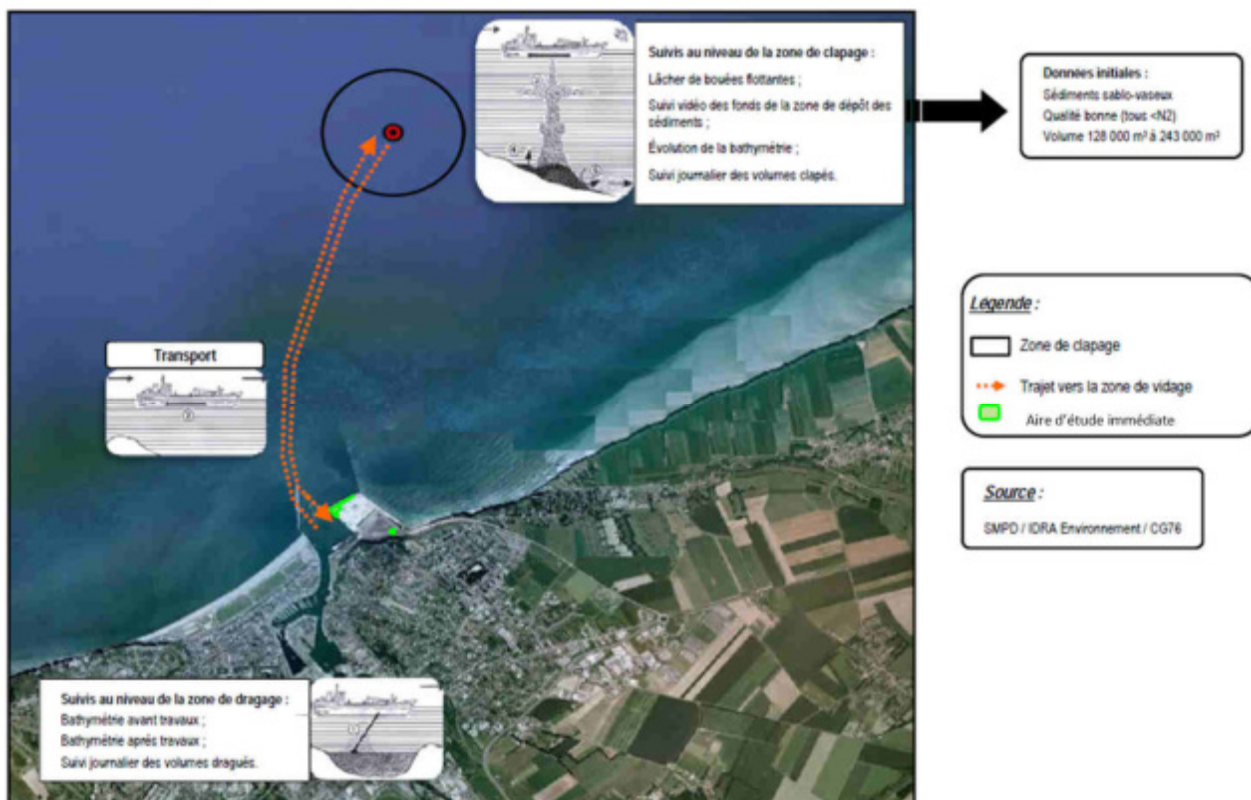 Suivis au niveau de la zone de clapage :
Lâcher de bouées flottantes ;
Suivi vidéo des fonds de la zone de dépôt des
sédiments ;
Évolution de la bathymétrie ;
Suivi journalier des volumes clapés.
Données initiales :
Sédiments sablo-vaseux
Qualité bonne (tous <N2)
Volume 128 000 m³ à 243 000 m³
Transport
Légende :
Zone de clapage
Trajet vers la zone de vidage
Aire d'étude immédiate
Source :
SMPD / IDRA Environnement / CG76
Suivis au niveau de la zone de dragage :
Bathymétrie avant travaux ;
Bathymétrie après travaux ;
Suivi journalier des volumes dragués.